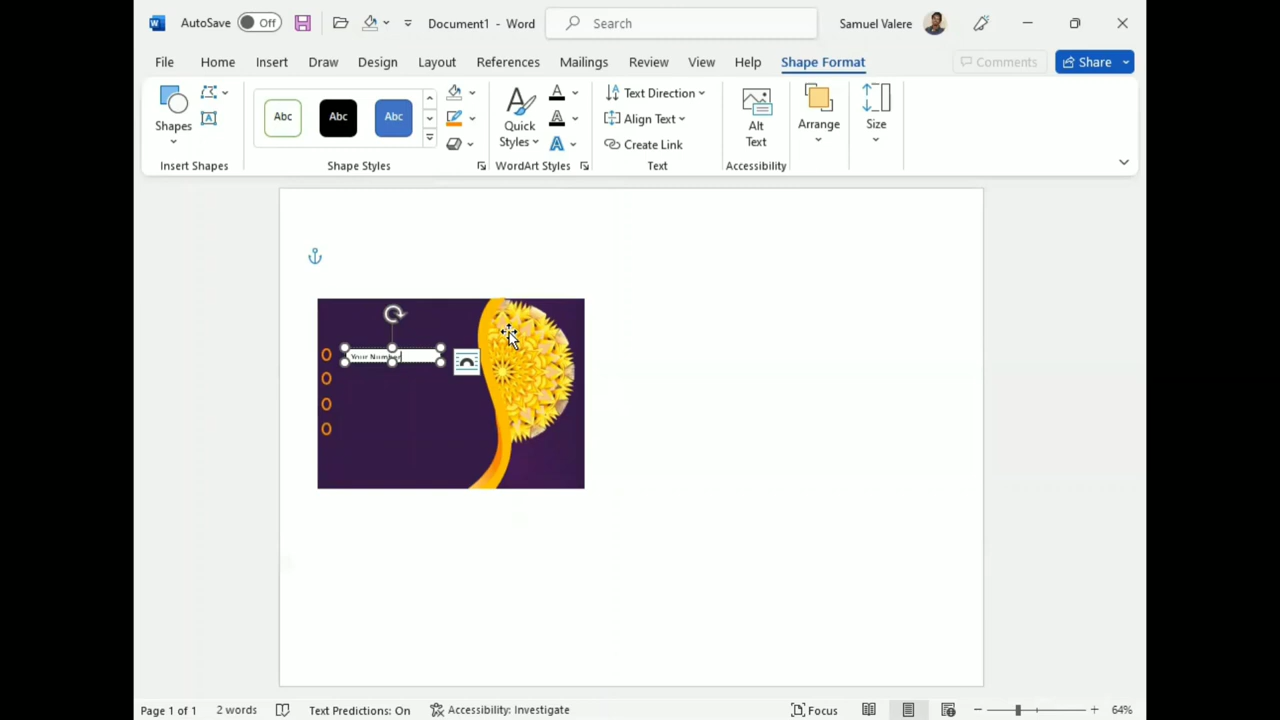 AutoSave Off Document1 - Word Search Samuel Valere
File Home Insert Draw Design Layout References Mailings Review View Help Shape Format Comments Share
Shapes
Abc Abc Abc
Quick Styles
A A A
Text Direction
Align Text
Create Link
Alt Text
Arrange
Size
Insert Shapes Shape Styles WordArt Styles Text Accessibility
Your Number
Page 1 of 1 2 words Text Predictions: On Accessibility: Investigate Focus 64%